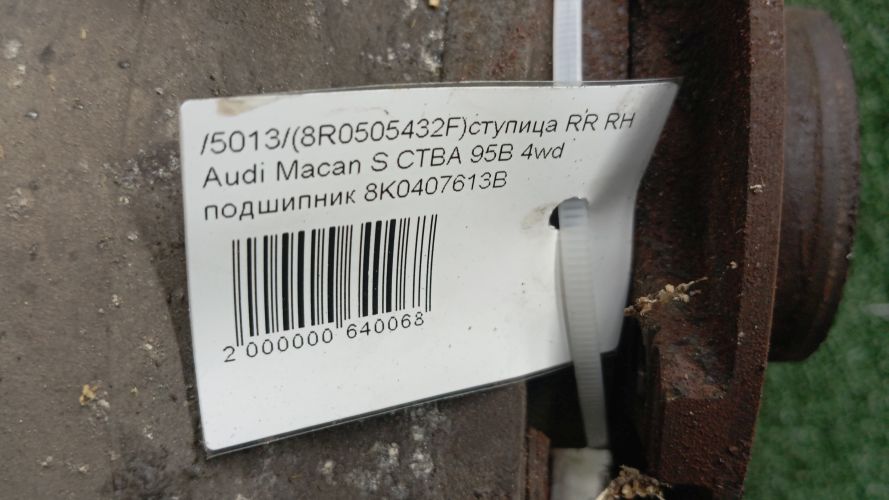 /5013/(8R0505432F)ступица RR RH
Audi Macan S CTBA 95B 4wd
подшипник 8K0407613B
2 000000 640068